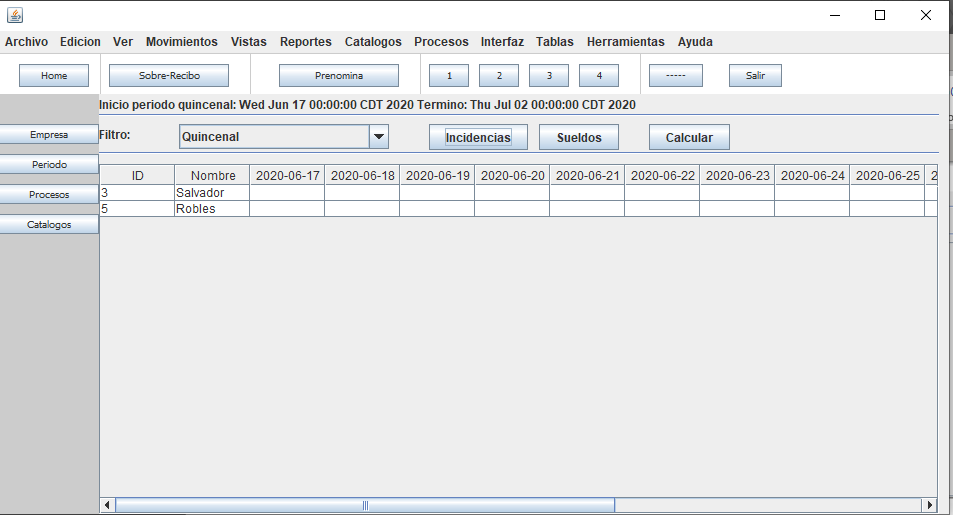 Archivo Edicion Ver Movimientos Vistas Reportes Catalogos Procesos Interfaz Tablas Herramientas Ayuda
Home Sobre-Recibo Prenomina 1 2 3 4 ----- Salir
Inicio periodo quincenal: Wed Jun 17 00:00:00 CDT 2020 Termino: Thu Jul 02 00:00:00 CDT 2020
Empresa
Periodo
Procesos
Catalogos
Filtro: Quincenal Incidencias Sueldos Calcular
ID Nombre 2020-06-17 2020-06-18 2020-06-19 2020-06-20 2020-06-21 2020-06-22 2020-06-23 2020-06-24 2020-06-25 2
3 Salvador
5 Robles